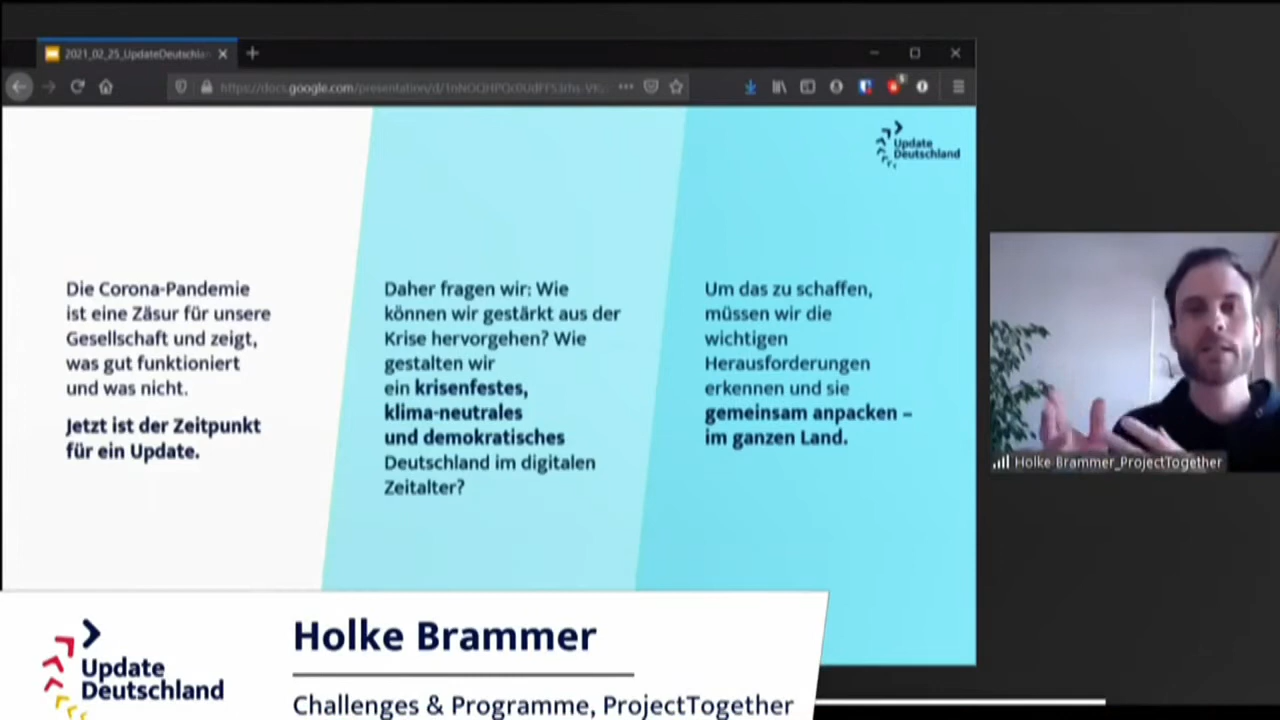 2021_02_25_UpdateDeutschla
Update
Deutschland
Die Corona-Pandemie
ist eine Zäsur für unsere
Gesellschaft und zeigt,
was gut funktioniert
und was nicht.
Jetzt ist der Zeitpunkt
für ein Update.
Daher fragen wir: Wie
können wir gestärkt aus der
Krise hervorgehen? Wie
gestalten wir
ein krisenfestes,
klima-neutrales
und demokratisches
Deutschland im digitalen
Zeitalter?
Um das zu schaffen,
müssen wir die
wichtigen
Herausforderungen
erkennen und sie
gemeinsam anpacken –
im ganzen Land.
Holke Brammer_ProjectTogether
Update
Deutschland
Holke Brammer
Challenges & Programme, ProjectTogether